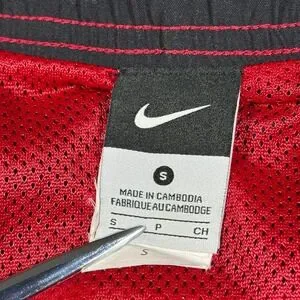 S
MADE IN CAMBODIA
FABRIQUE AU CAMBODGE
S P CH
S